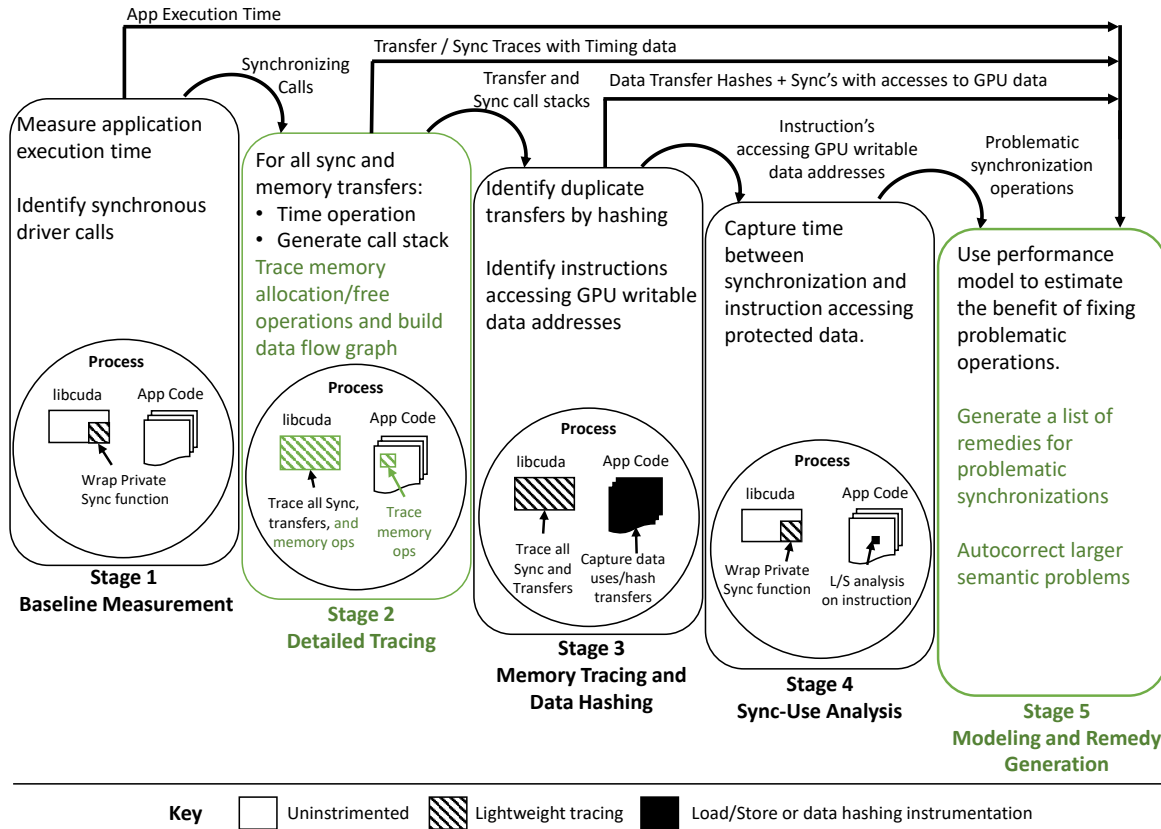 App Execution Time
Transfer / Sync Traces with Timing data
Synchronizing
Calls
Transfer and
Sync call stacks
Data Transfer Hashes + Sync's with accesses to GPU data
Instruction's
accessing GPU writable
data addresses
Problematic
synchronization
operations
Measure application
execution time
Identify synchronous
driver calls
Process
libcuda
App Code
Wrap Private
Sync function
Stage 1
Baseline Measurement
For all sync and
memory transfers:
• Time operation
• Generate call stack
Trace memory
allocation/free
operations and build
data flow graph
Process
libcuda
App Code
Trace all Sync,
transfers, and
memory ops
Trace
memory
ops
Stage 2
Detailed Tracing
Identify duplicate
transfers by hashing
Identify instructions
accessing GPU writable
data addresses
Process
libcuda
App Code
Trace all
Sync and
Transfers
Capture data
uses/hash
transfers
Stage 3
Memory Tracing and
Data Hashing
Capture time
between
synchronization and
instruction accessing
protected data.
Process
libcuda
App Code
Wrap Private
Sync function
L/S analysis
on instruction
Stage 4
Sync-Use Analysis
Use performance
model to estimate
the benefit of fixing
problematic
operations.
Generate a list of
remedies for
problematic
synchronizations
Autocorrect larger
semantic problems
Stage 5
Modeling and Remedy
Generation
Key
Uninstrimented
Lightweight tracing
Load/Store or data hashing instrumentation